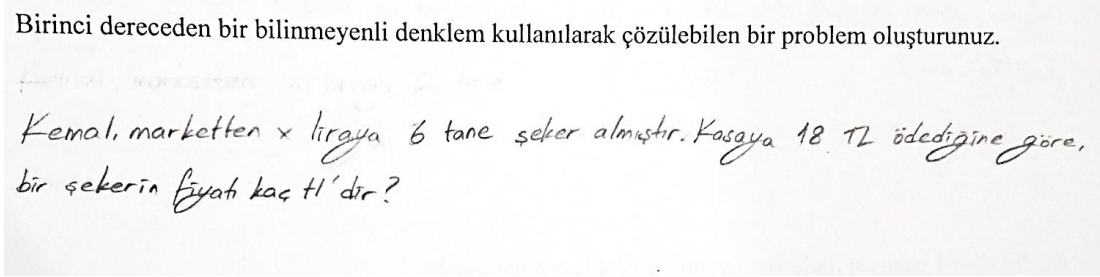 Birinci dereceden bir bilinmeyenli denklem kullanılarak çözülebilen bir problem oluşturunuz.
Kemal, marketten x liraya 6 tane şeker almıştır. Kasaya 18 TL ödediğine göre,
bir şekerin fiyatı kaç tl'dir?